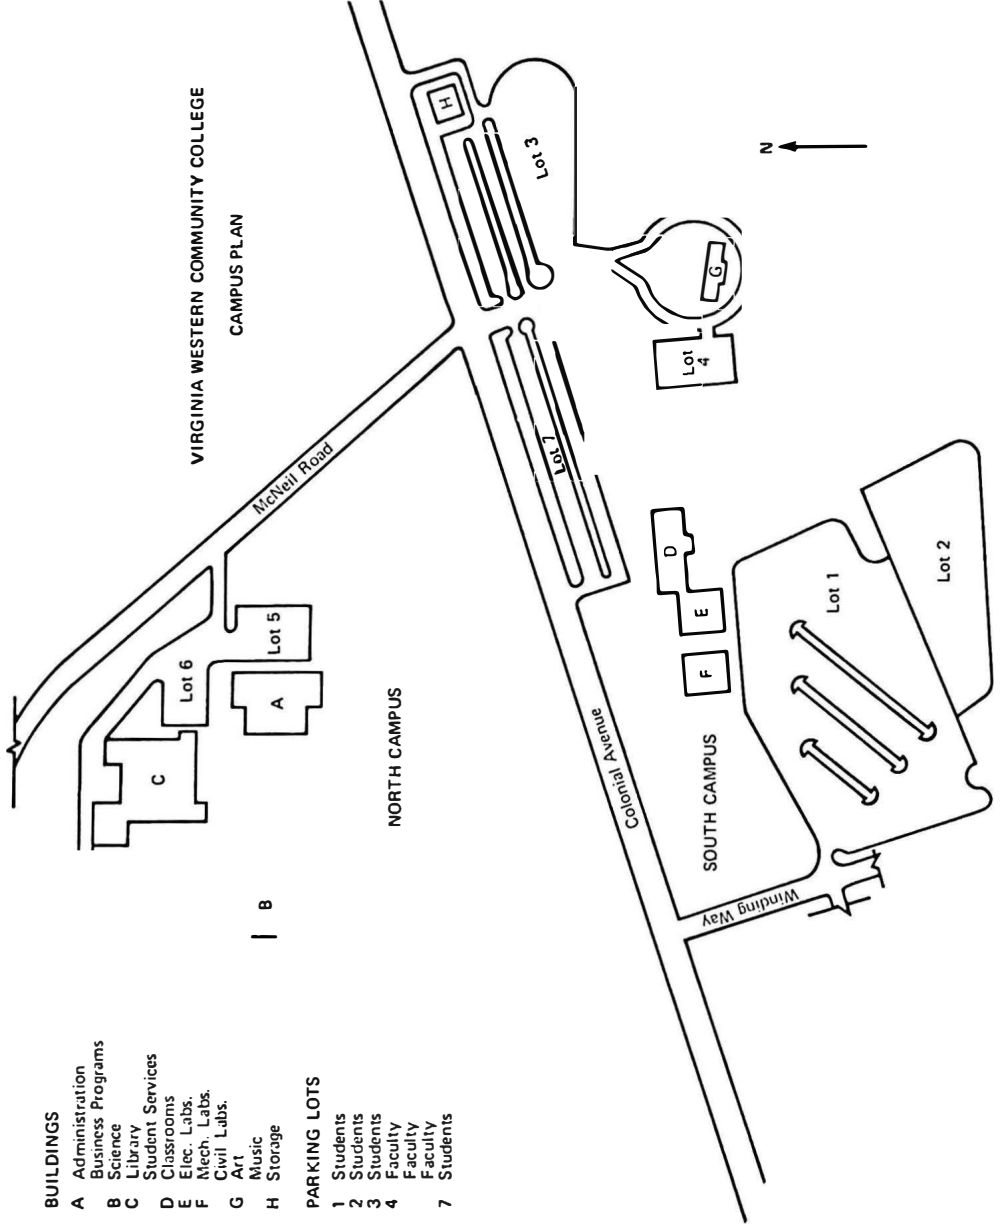 VIRGINIA WESTERN COMMUNITY COLLEGE
CAMPUS PLAN
BUILDINGS
A Administration
Business Programs
B Science
C Library
Student Services
D Classrooms
E Elec. Labs.
F Mech. Labs.
Civil Labs.
G Art
Music
H Storage
PARKING LOTS
1 Students
2 Students
3 Students
4 Faculty
Faculty
Faculty
7 Students
McNeil Road
C
Lot 6
Lot 5
A
B
NORTH CAMPUS
Colonial Avenue
H
Lot 3
Lot 7
N
G
Lot
4
D
E
F
SOUTH CAMPUS
Winding Way
Lot 1
Lot 2